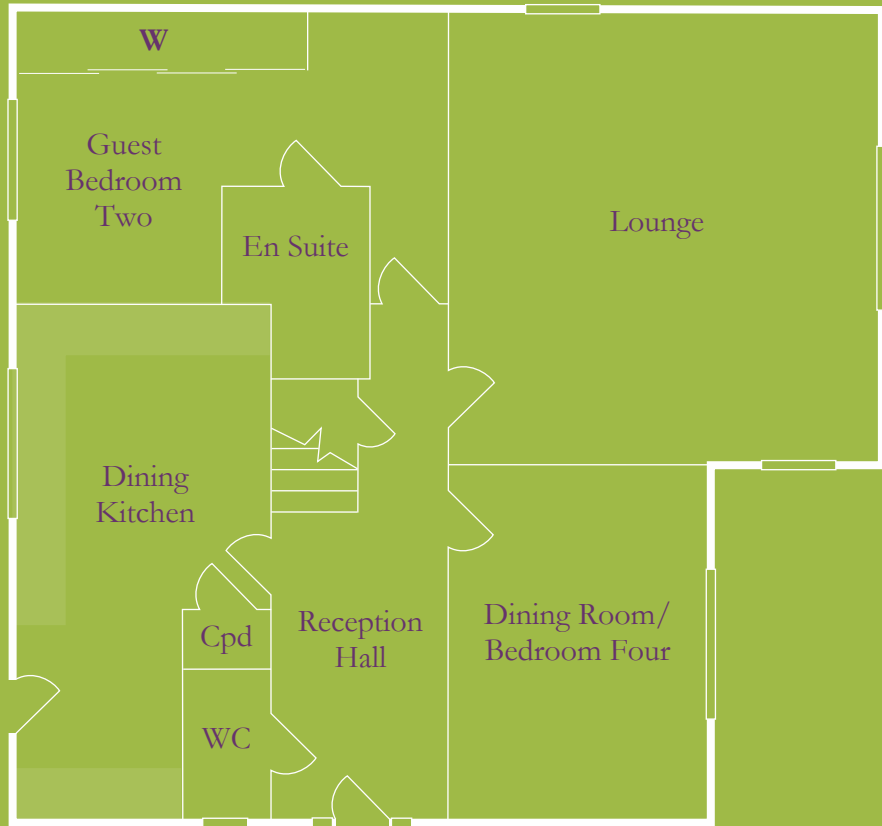 W
Guest
Bedroom
Two
En Suite
Lounge
Dining
Kitchen
Cpd
Reception
Hall
Dining Room/
Bedroom Four
WC